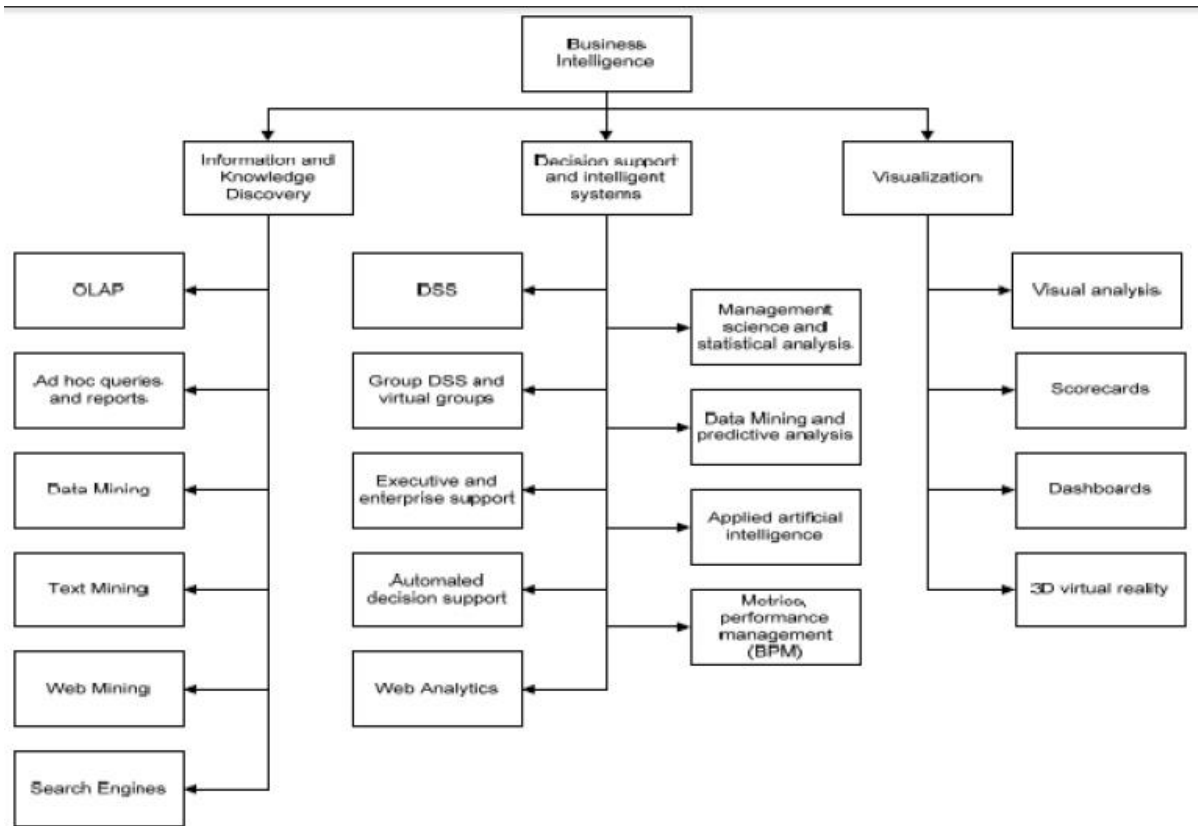 Business
Intelligence
Information and
Knowledge
Discovery
Decision support
and intelligent
systems
Visualization
OLAP
Ad hoc queries
and reports
Data Mining
Text Mining
Web Mining
Search Engines
DSS
Group DSS and
virtual groups
Executive and
enterprise support
Automated
decision support
Web Analytics
Management
science and
statistical analysis
Data Mining and
predictive analysis
Applied artificial
intelligence
Metrics,
performance
management
(BPM)
Visual analysis
Scorecards
Dashboards
3D virtual reality